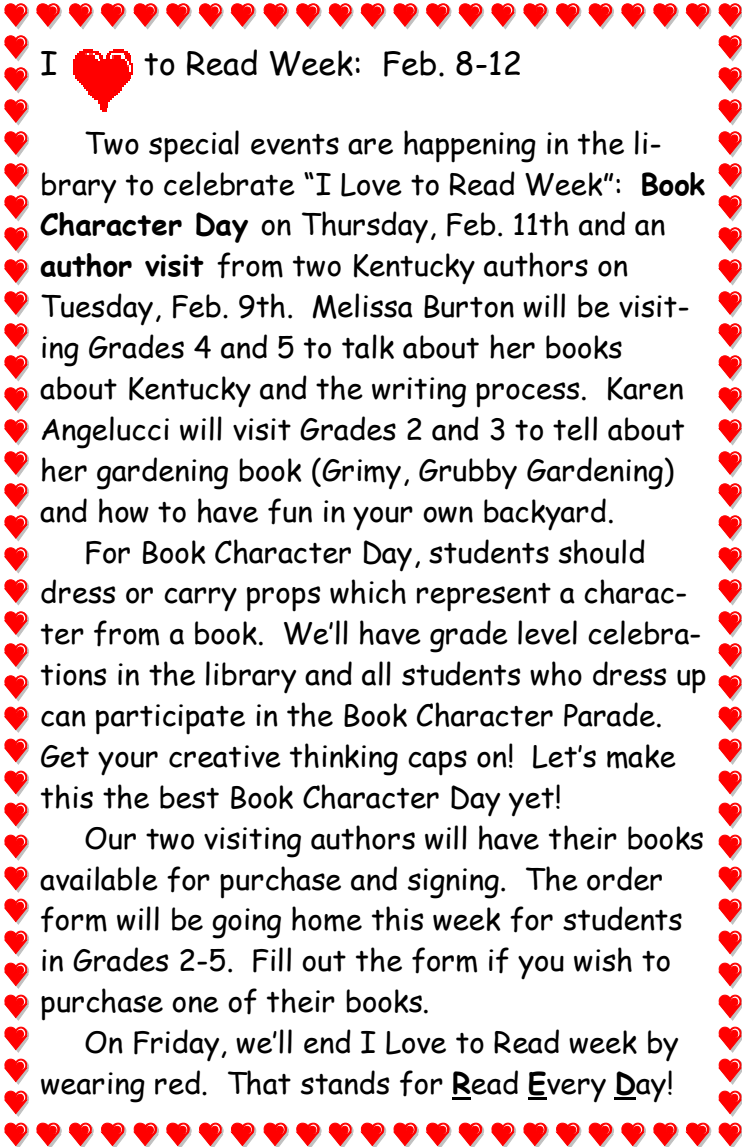 I to Read Week: Feb. 8-12
Two special events are happening in the li-
brary to celebrate “I Love to Read Week”: Book
Character Day on Thursday, Feb. 11th and an
author visit from two Kentucky authors on
Tuesday, Feb. 9th. Melissa Burton will be visit-
ing Grades 4 and 5 to talk about her books
about Kentucky and the writing process. Karen
Angelucci will visit Grades 2 and 3 to tell about
her gardening book (Grimy, Grubby Gardening)
and how to have fun in your own backyard.
For Book Character Day, students should
dress or carry props which represent a charac-
ter from a book. We’ll have grade level celebra-
tions in the library and all students who dress up
can participate in the Book Character Parade.
Get your creative thinking caps on! Let’s make
this the best Book Character Day yet!
Our two visiting authors will have their books
available for purchase and signing. The order
form will be going home this week for students
in Grades 2-5. Fill out the form if you wish to
purchase one of their books.
On Friday, we’ll end I Love to Read week by
wearing red. That stands for Read Every Day!